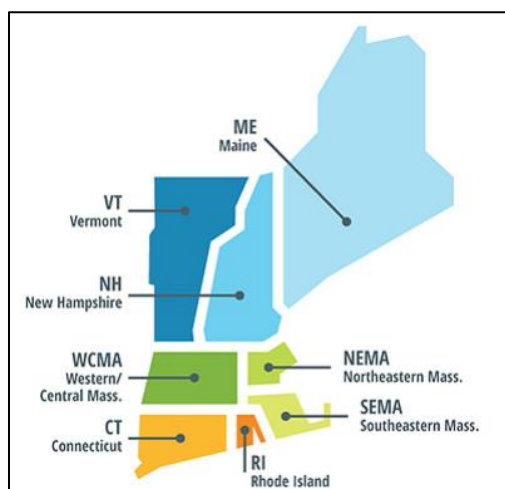 ME
Maine
VT
Vermont
NH
New Hampshire
WCMA
Western/
Central Mass.
NEMA
Northeastern Mass.
SEMA
Southeastern Mass.
CT
Connecticut
RI
Rhode Island